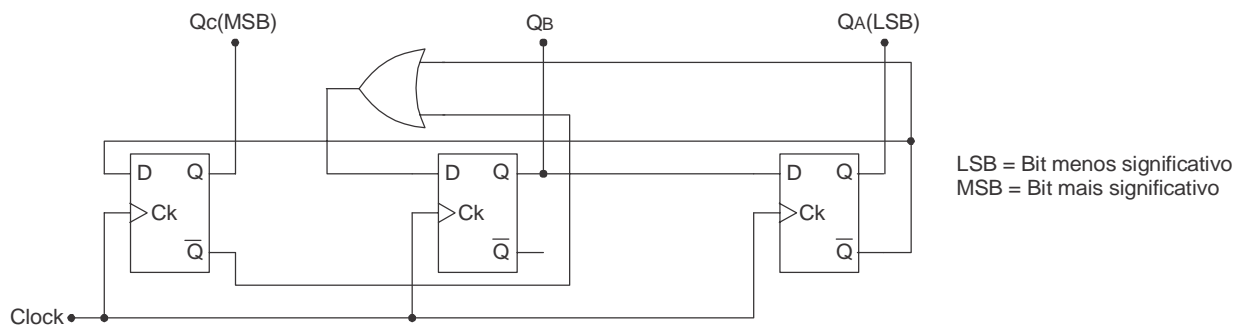 Qc(MSB) QB QA(LSB)
D Q D Q D Q
LSB = Bit menos significativo
MSB = Bit mais significativo
Ck Ck Ck
Q̅ Q̅ Q̅
Clock